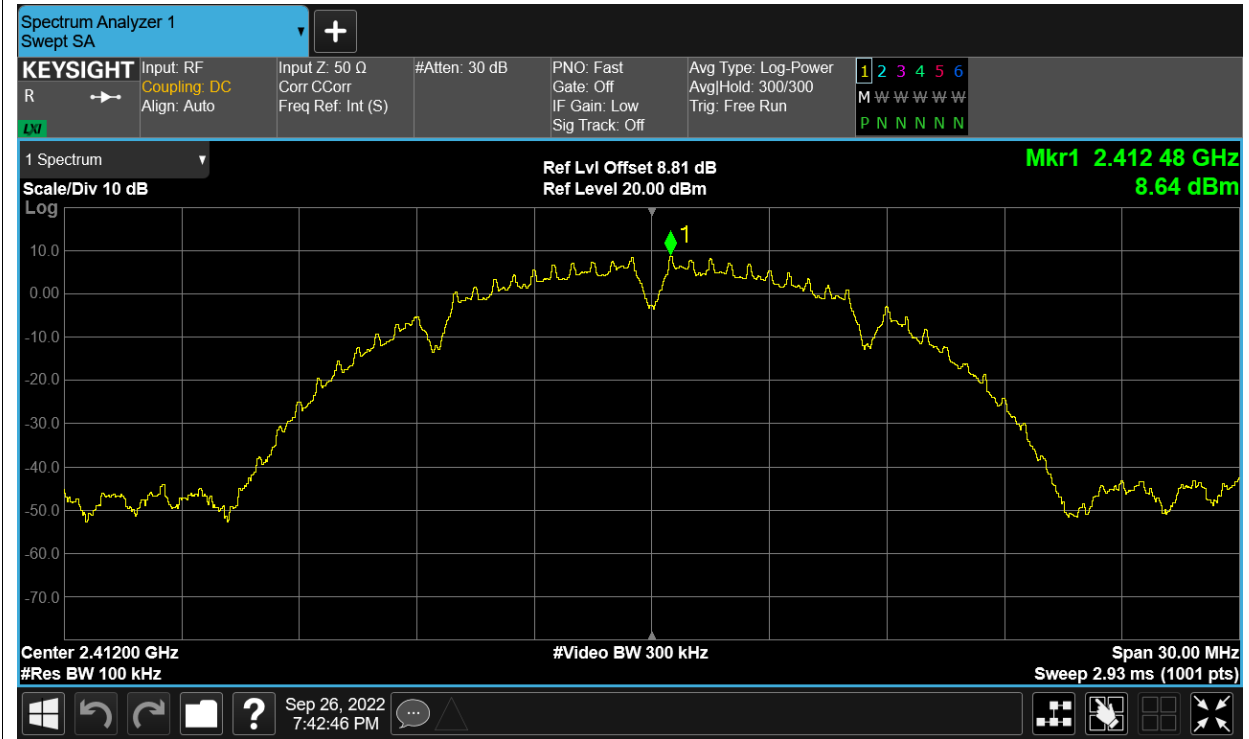 Spectrum Analyzer 1
Swept SA
KEYSIGHT
R
LXI
Input: RF
Coupling: DC
Align: Auto
Input Z: 50 Ω
Corr CCorr
Freq Ref: Int (S)
#Atten: 30 dB
PNO: Fast
Gate: Off
IF Gain: Low
Sig Track: Off
Avg Type: Log-Power
Avg|Hold: 300/300
Trig: Free Run
1 2 3 4 5 6
M W W W W W
P N N N N N
1 Spectrum
Scale/Div 10 dB
Log
Ref Lvl Offset 8.81 dB
Ref Level 20.00 dBm
Mkr1 2.412 48 GHz
8.64 dBm
1
10.0
0.00
-10.0
-20.0
-30.0
-40.0
-50.0
-60.0
-70.0
Center 2.41200 GHz
#Res BW 100 kHz
#Video BW 300 kHz
Span 30.00 MHz
Sweep 2.93 ms (1001 pts)
?
Sep 26, 2022
7:42:46 PM